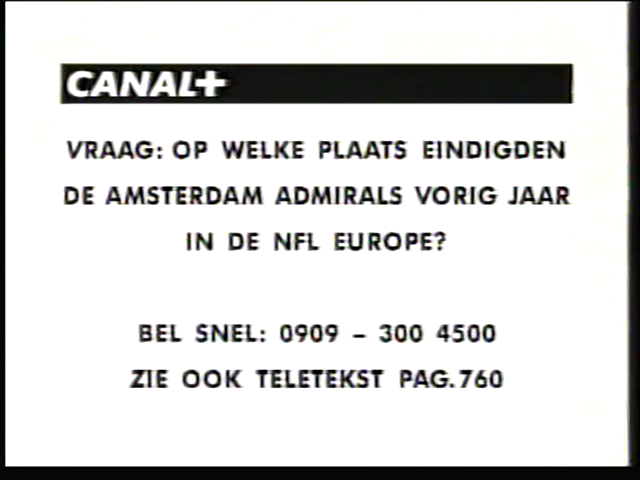 CANAL+
VRAAG: OP WELKE PLAATS EINDIGDEN
DE AMSTERDAM ADMIRALS VORIG JAAR
IN DE NFL EUROPE?
BEL SNEL: 0909 – 300 4500
ZIE OOK TELETEKST PAG.760